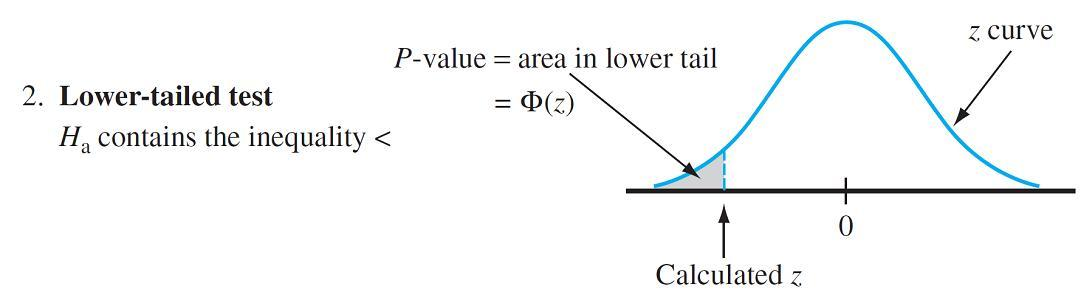 2. Lower-tailed test
Hₐ contains the inequality <
P-value = area in lower tail
= Φ(z)
z curve
0
Calculated z